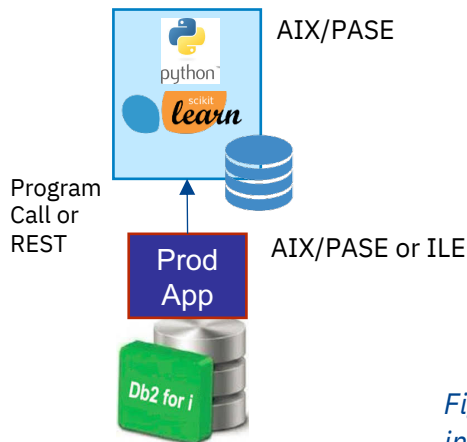 AIX/PASE
python
scikit
learn
Program
Call or
REST
Prod
App
AIX/PASE or ILE
Db2 for i